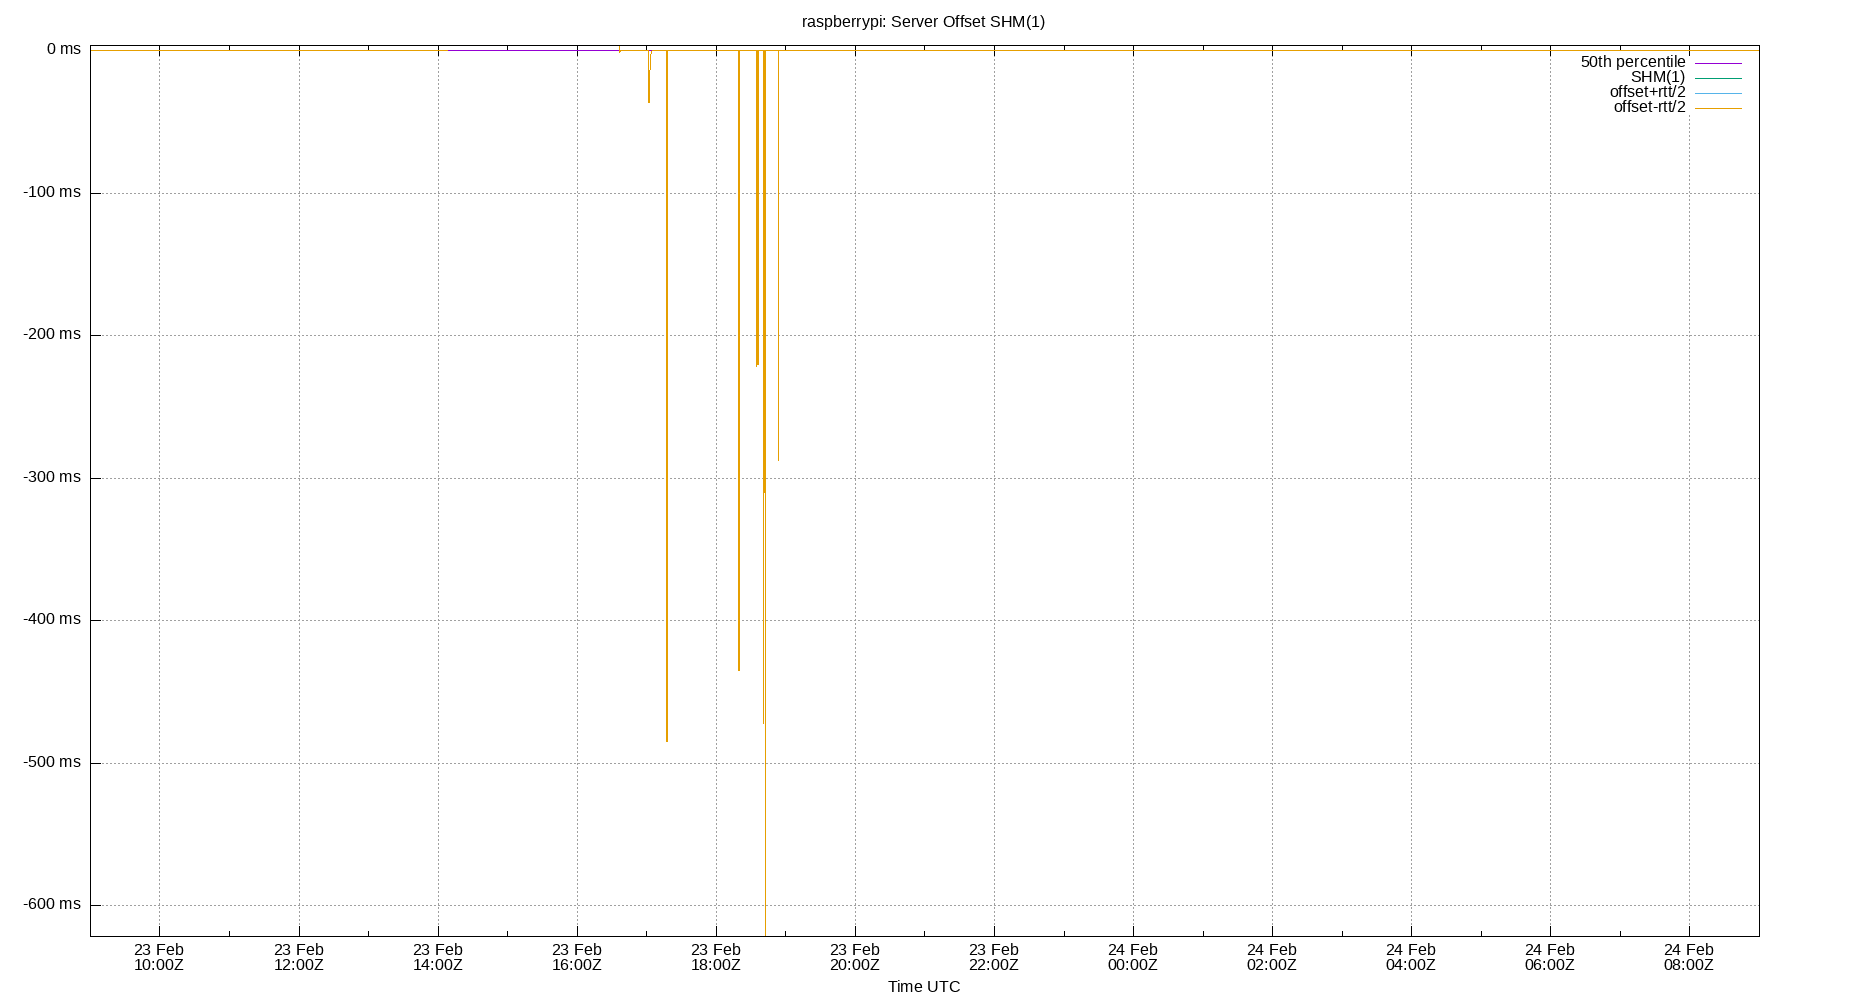 raspberrypi: Server Offset SHM(1)
0 ms
50th percentile
SHM(1)
offset+rtt/2
offset-rtt/2
-100 ms
-200 ms
-300 ms
-400 ms
-500 ms
-600 ms
23 Feb 23 Feb 23 Feb 23 Feb 23 Feb 23 Feb 23 Feb 24 Feb 24 Feb 24 Feb 24 Feb 24 Feb
10:00Z 12:00Z 14:00Z 16:00Z 18:00Z 20:00Z 22:00Z 00:00Z 02:00Z 04:00Z 06:00Z 08:00Z
Time UTC